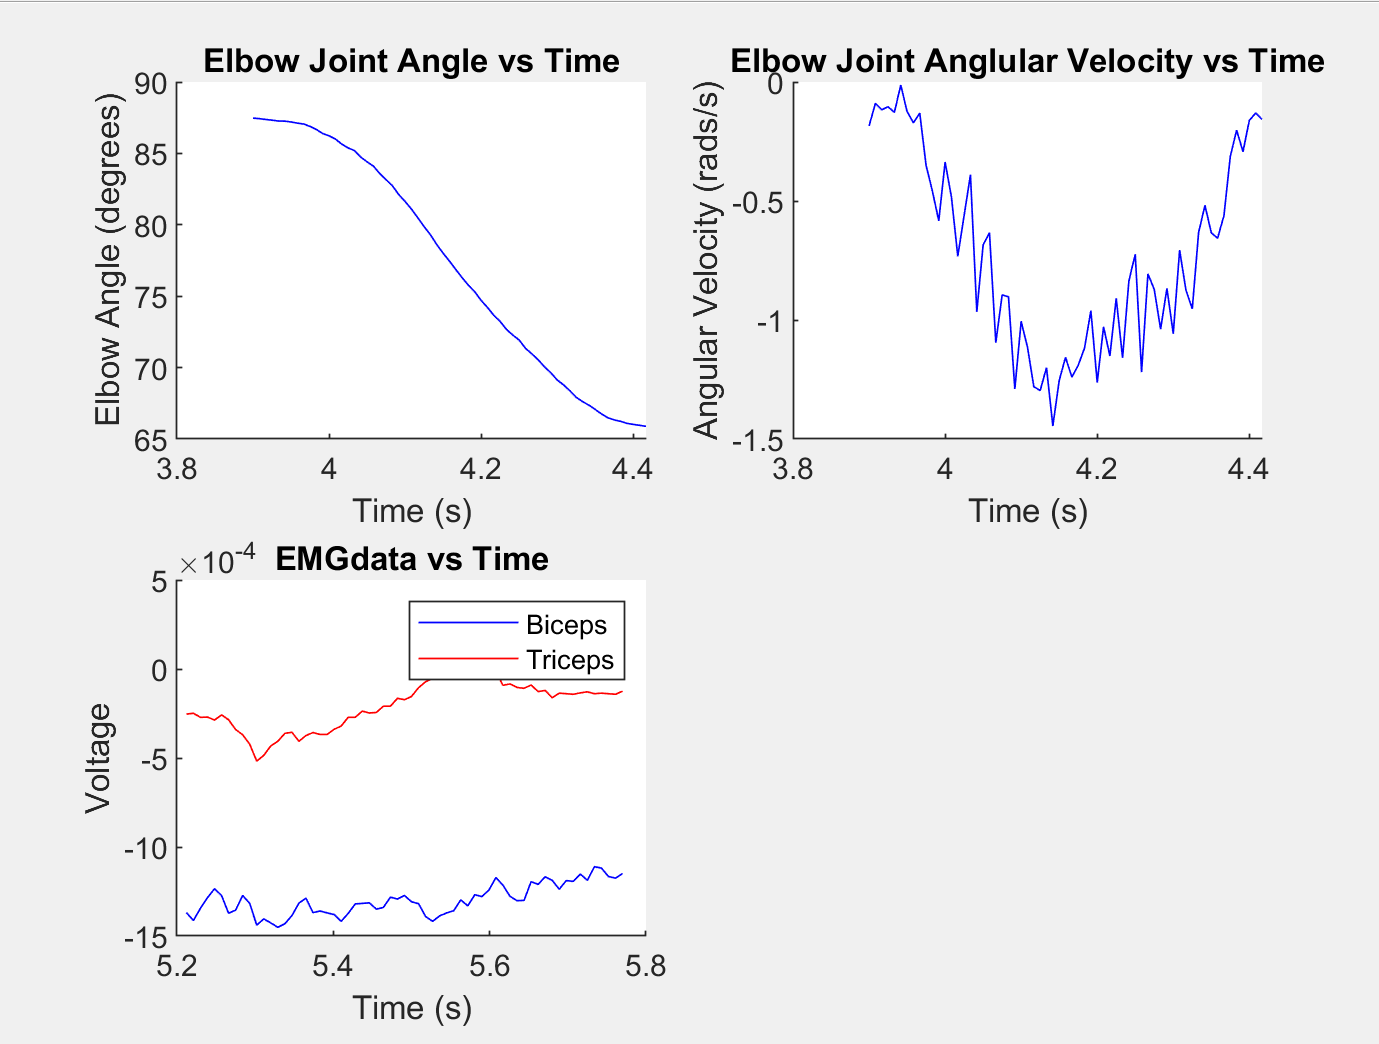 Elbow Joint Angle vs Time
90
85
80
75
70
65
Elbow Angle (degrees)
3.8 4 4.2 4.4
Time (s)
Elbow Joint Anglular Velocity vs Time
0
-0.5
-1
-1.5
Angular Velocity (rads/s)
3.8 4 4.2 4.4
Time (s)
×10-4
EMGdata vs Time
5
0
-5
-10
-15
Voltage
Biceps
Triceps
5.2 5.4 5.6 5.8
Time (s)